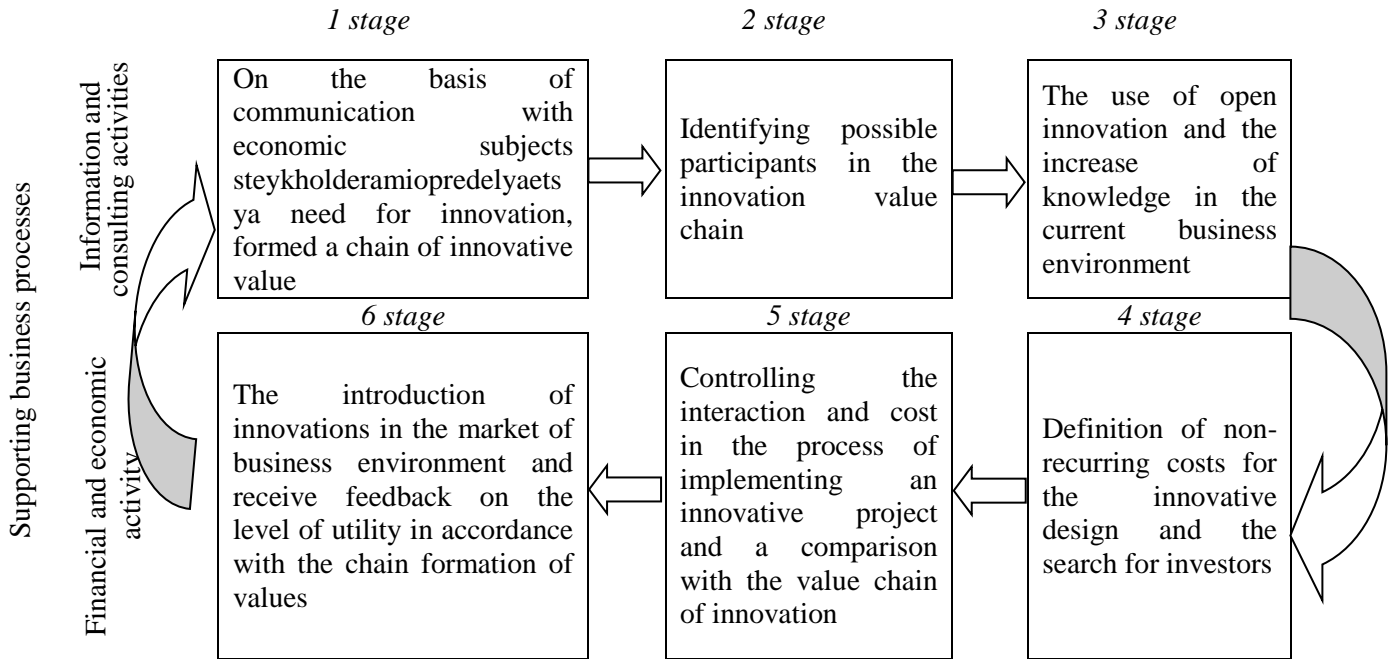 1 stage
2 stage
3 stage
Supporting business processes
Information and
consulting activities
On the basis of
communication with
economic subjects
steykholderamiopredelyaets
ya need for innovation,
formed a chain of innovative
value
Identifying possible
participants in the
innovation value
chain
The use of open
innovation and the
increase of
knowledge in the
current business
environment
6 stage
5 stage
4 stage
Financial and economic
activity
The introduction of
innovations in the market of
business environment and
receive feedback on the
level of utility in accordance
with the chain formation of
values
Controlling the
interaction and cost
in the process of
implementing an
innovative project
and a comparison
with the value chain
of innovation
Definition of non-
recurring costs for
the innovative
design and the
search for investors